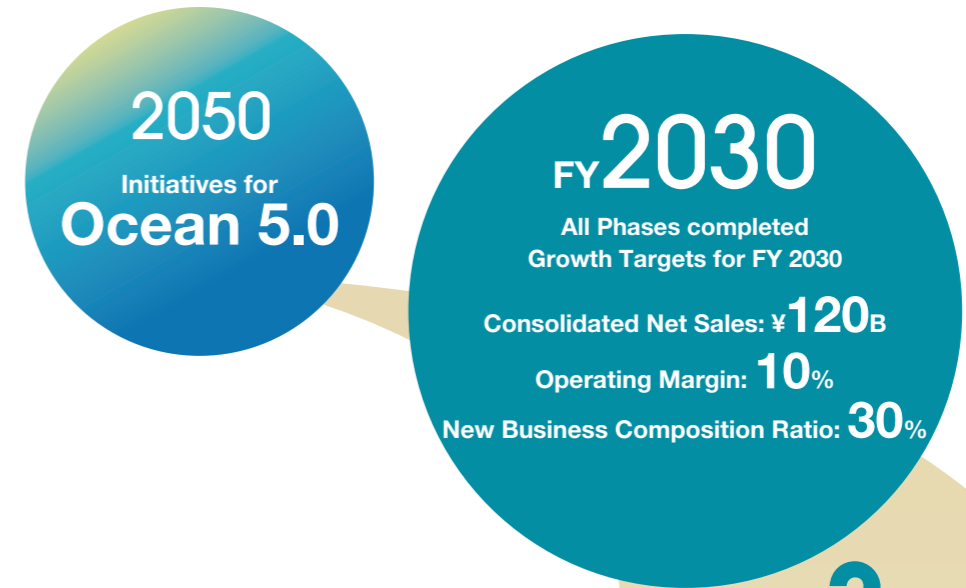 2050
Initiatives for
Ocean 5.0
FY2030
All Phases completed
Growth Targets for FY 2030
Consolidated Net Sales: ¥120B
Operating Margin: 10%
New Business Composition Ratio: 30%